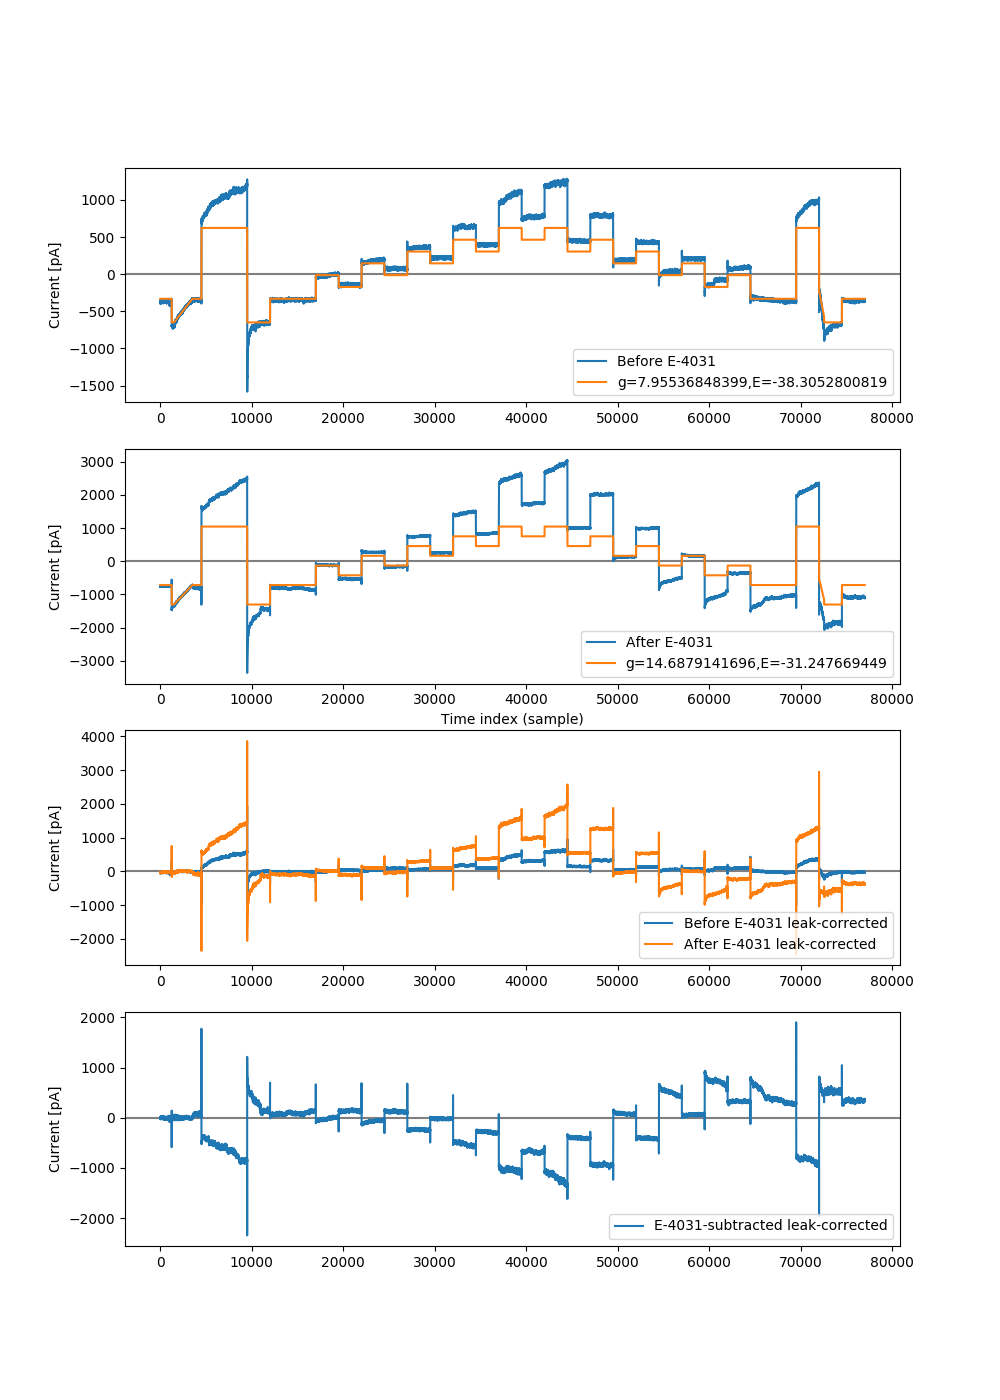 1000
500
0
−500
−1000
−1500
Current [pA]
Before E-4031
g=7.95536848399,E=-38.3052800819
0 10000 20000 30000 40000 50000 60000 70000 80000
3000
2000
1000
0
−1000
−2000
−3000
Current [pA]
After E-4031
g=14.6879141696,E=-31.247669449
0 10000 20000 30000 40000 50000 60000 70000 80000
Time index (sample)
4000
3000
2000
1000
0
−1000
−2000
Current [pA]
Before E-4031 leak-corrected
After E-4031 leak-corrected
0 10000 20000 30000 40000 50000 60000 70000 80000
2000
1000
0
−1000
−2000
Current [pA]
E-4031-subtracted leak-corrected
0 10000 20000 30000 40000 50000 60000 70000 80000